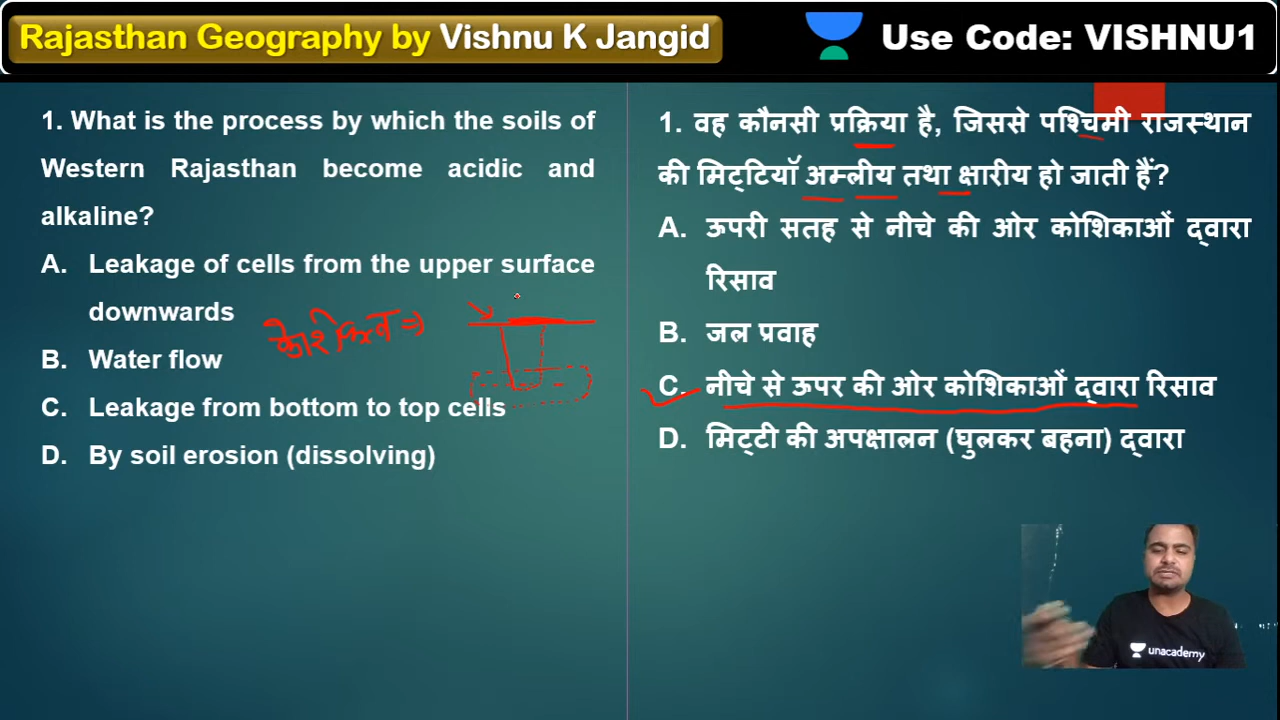 Rajasthan Geography by Vishnu K Jangid
Use Code: VISHNU1
1. What is the process by which the soils of
Western Rajasthan become acidic and
alkaline?
A. Leakage of cells from the upper surface
downwards
B. Water flow
C. Leakage from bottom to top cells
D. By soil erosion (dissolving)
1. वह कौनसी प्रक्रिया है, जिससे पश्चिमी राजस्थान
की मिट्टियॉ अम्लीय तथा क्षारीय हो जाती हैं?
A. ऊपरी सतह से नीचे की ओर कोशिकाओं द्वारा
रिसाव
B. जल प्रवाह
C. नीचे से ऊपर की ओर कोशिकाओं द्वारा रिसाव
D. मिट्टी की अपक्षालन (घुलकर बहना) द्वारा
unacademy